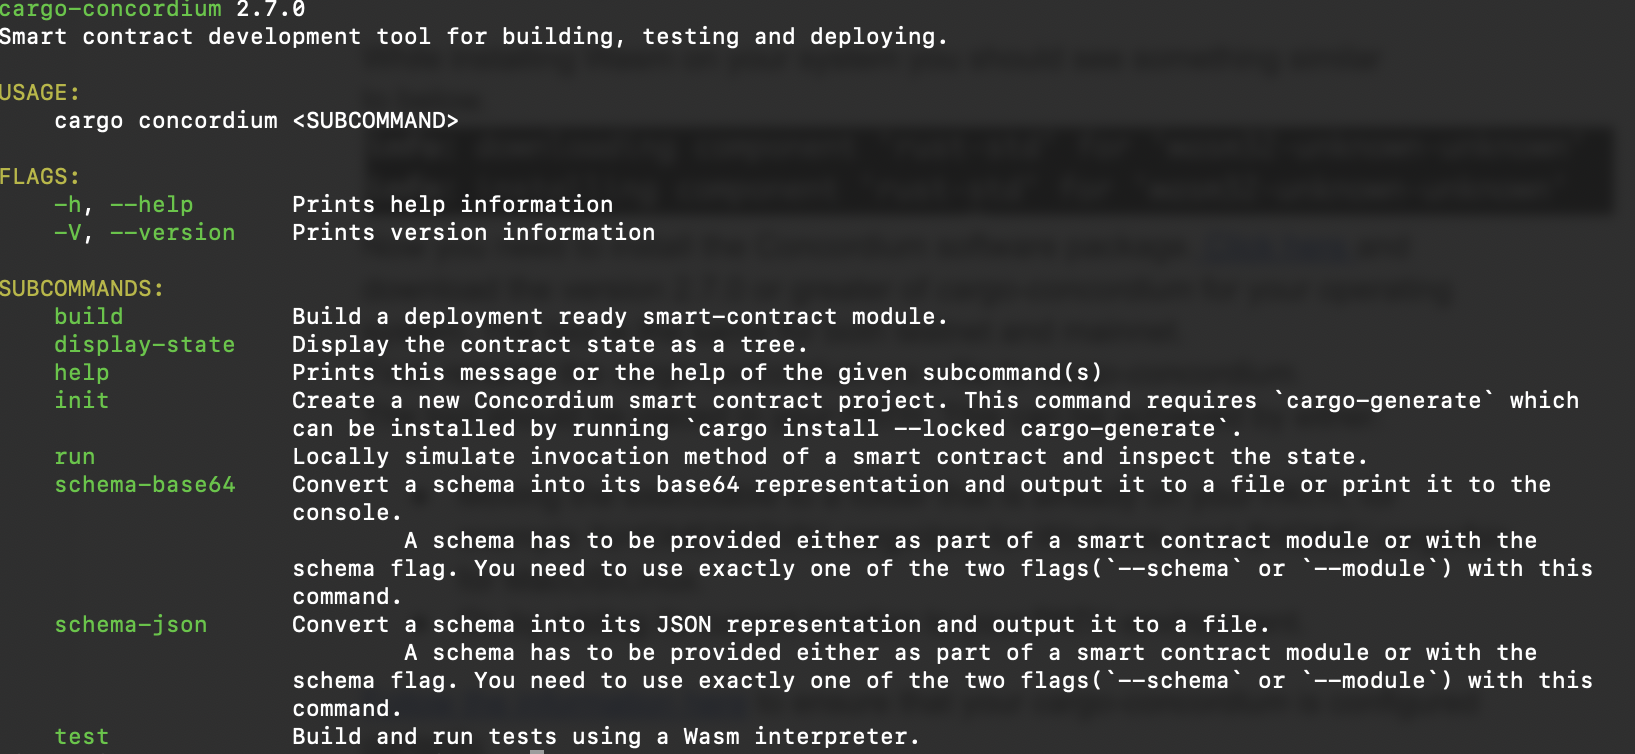 cargo-concordium 2.7.0
Smart contract development tool for building, testing and deploying.
USAGE:
cargo concordium <SUBCOMMAND>
FLAGS:
-h, --help Prints help information
-V, --version Prints version information
SUBCOMMANDS:
build Build a deployment ready smart-contract module.
display-state Display the contract state as a tree.
help Prints this message or the help of the given subcommand(s)
init Create a new Concordium smart contract project. This command requires `cargo-generate` which
can be installed by running `cargo install --locked cargo-generate`.
run Locally simulate invocation method of a smart contract and inspect the state.
schema-base64 Convert a schema into its base64 representation and output it to a file or print it to the
console.
A schema has to be provided either as part of a smart contract module or with the
schema flag. You need to use exactly one of the two flags(`--schema` or `--module`) with this
command.
schema-json Convert a schema into its JSON representation and output it to a file.
A schema has to be provided either as part of a smart contract module or with the
schema flag. You need to use exactly one of the two flags(`--schema` or `--module`) with this
command.
test Build and run tests using a Wasm interpreter.